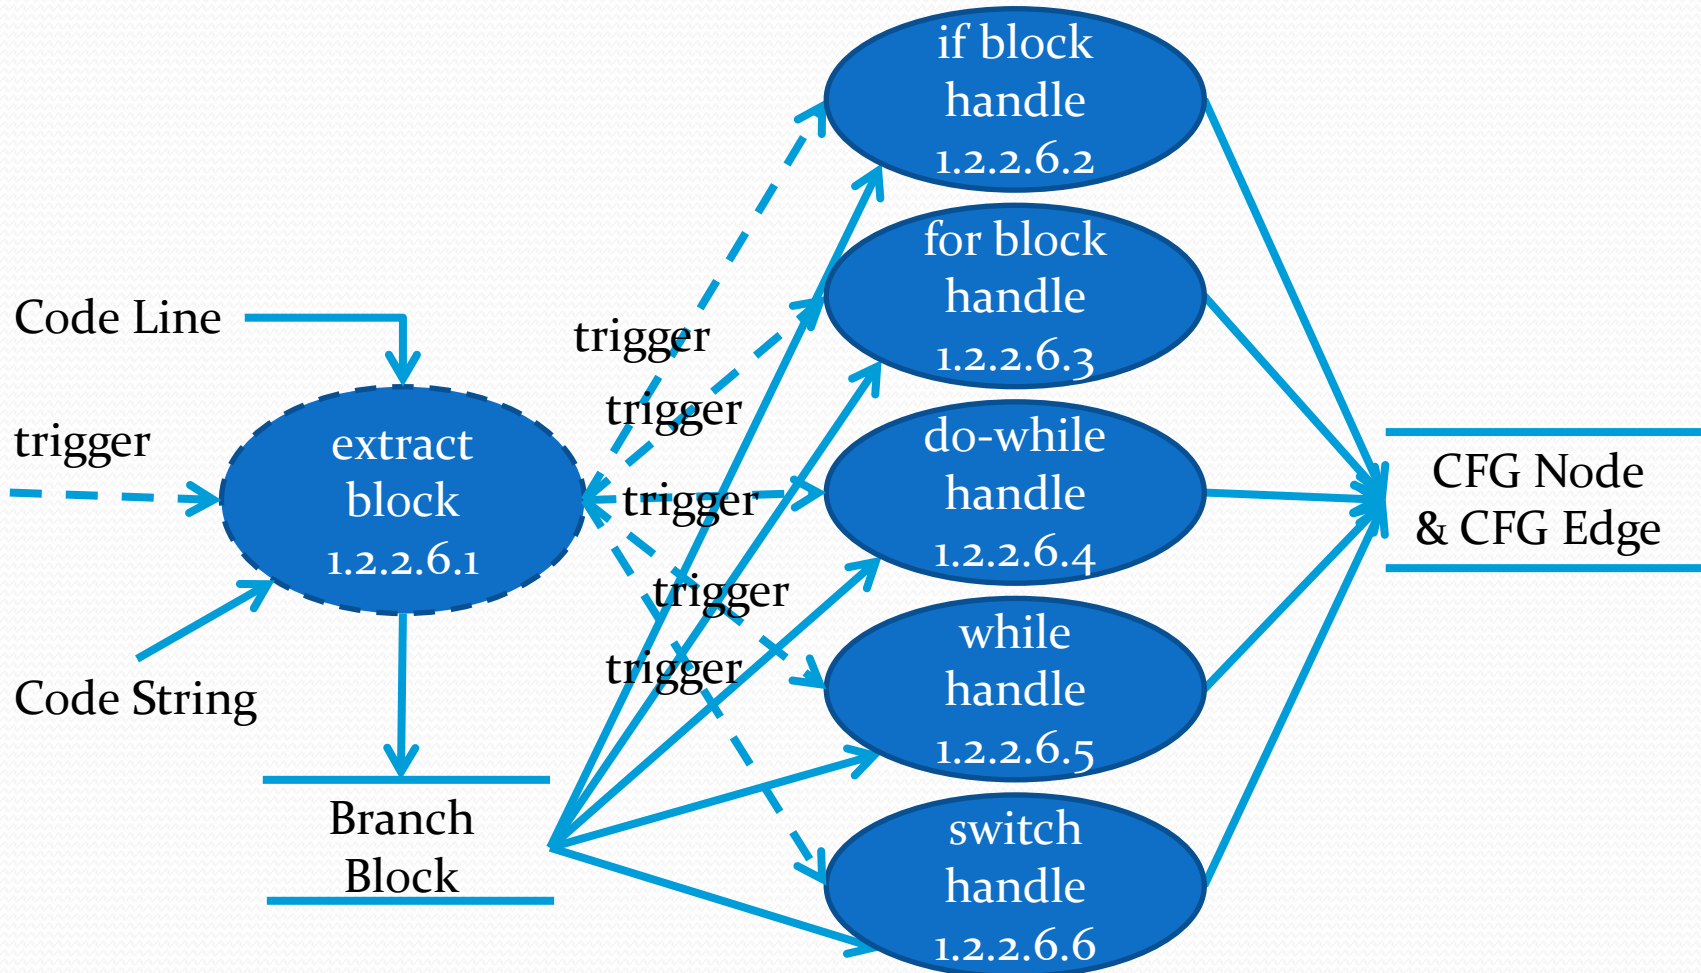 if block
handle
1.2.2.6.2
for block
handle
1.2.2.6.3
Code Line
trigger
trigger
trigger
extract
block
1.2.2.6.1
do-while
handle
1.2.2.6.4
trigger
CFG Node
& CFG Edge
trigger
trigger
Code String
while
handle
1.2.2.6.5
Branch
Block
switch
handle
1.2.2.6.6